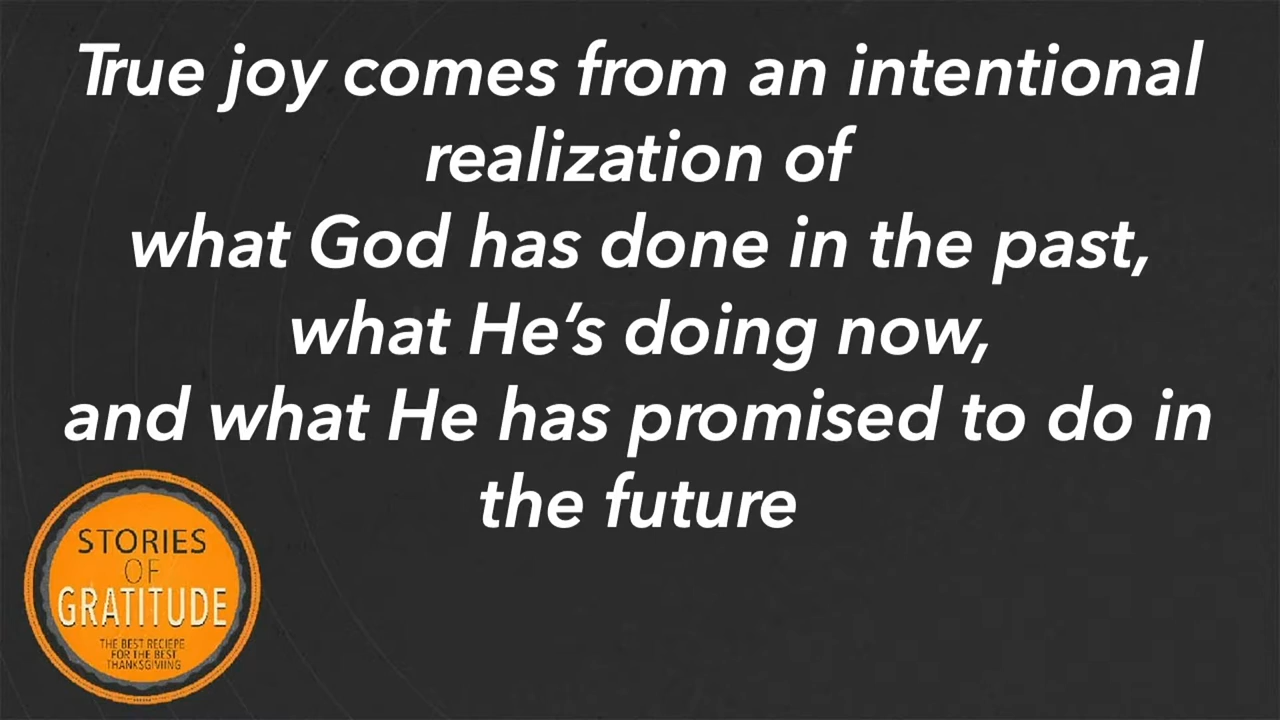 True joy comes from an intentional
realization of
what God has done in the past,
what He’s doing now,
and what He has promised to do in
the future
STORIES
OF
GRATITUDE
THE BEST RECIEPE
FOR THE BEST
THANKSGIVIING